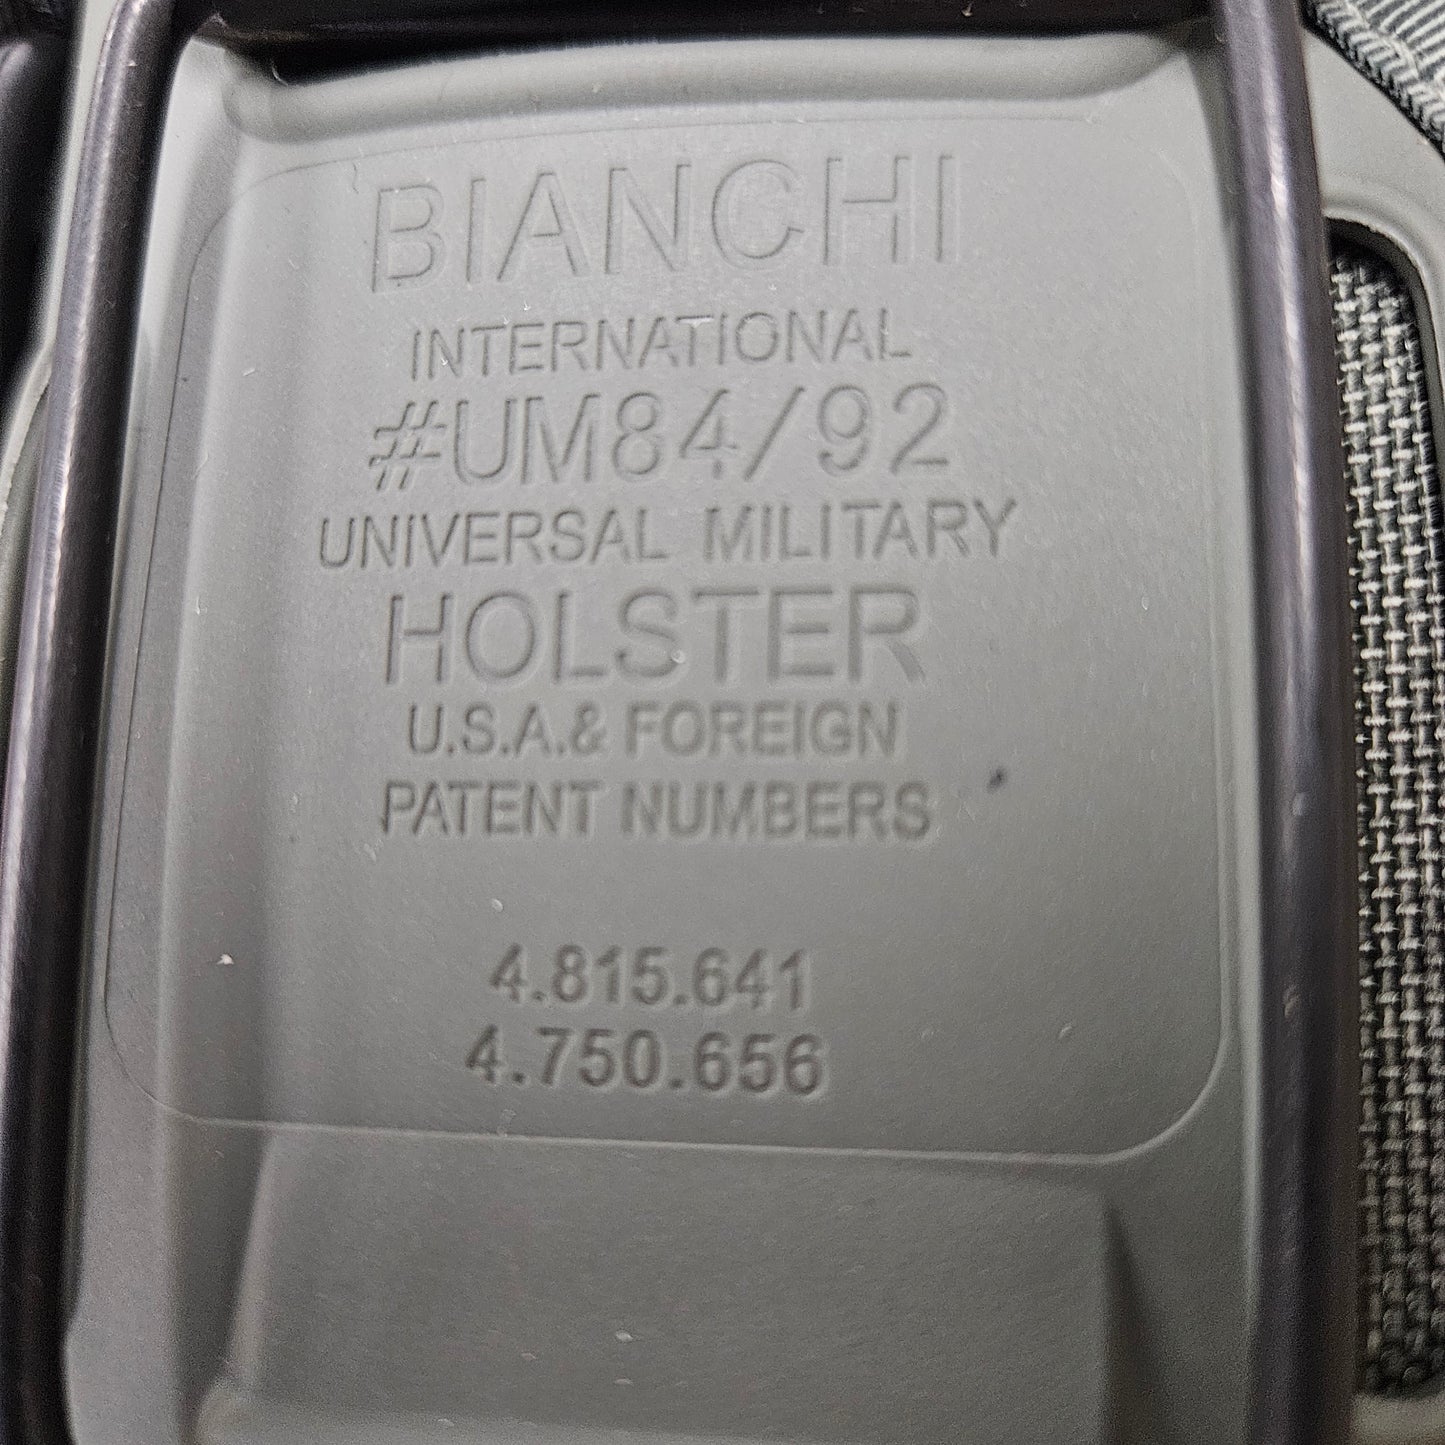 BIANCHI
INTERNATIONAL
#UM84/92
UNIVERSAL MILITARY
HOLSTER
U.S.A.& FOREIGN
PATENT NUMBERS
4.815.641
4.750.656